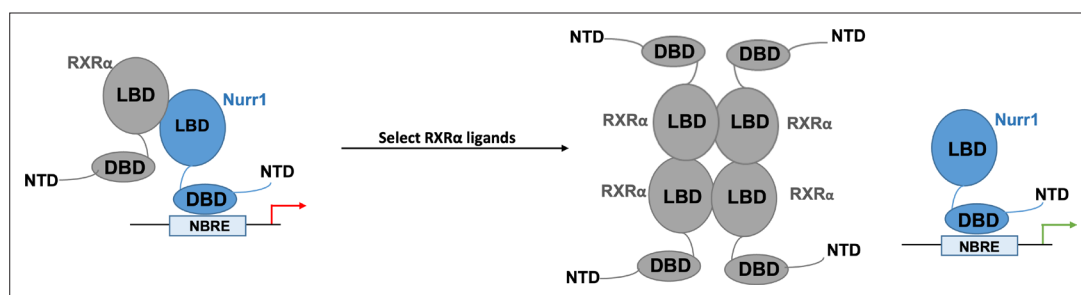 RXRα
LBD
Nurr1
LBD
DBD
NTD
NTD
DBD
NBRE
Select RXRα ligands
NTD
DBD
DBD
NTD
RXRα
LBD
LBD
RXRα
RXRα
LBD
LBD
RXRα
NTD
DBD
DBD
NTD
Nurr1
LBD
NTD
DBD
NBRE